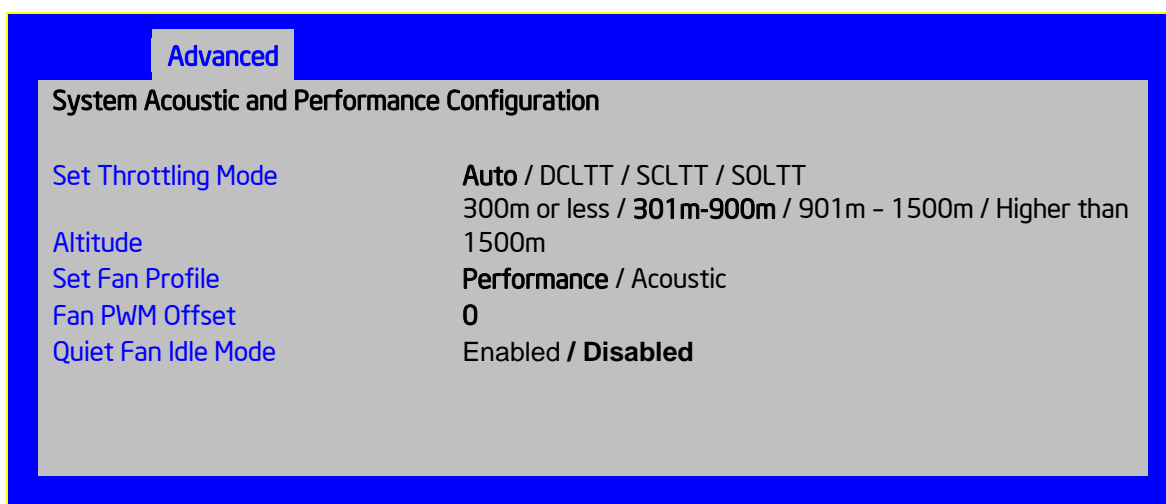 Advanced
System Acoustic and Performance Configuration
Set Throttling Mode Auto / DCLTT / SCLTT / SOLTT
300m or less / 301m-900m / 901m – 1500m / Higher than
Altitude 1500m
Set Fan Profile Performance / Acoustic
Fan PWM Offset 0
Quiet Fan Idle Mode Enabled / Disabled